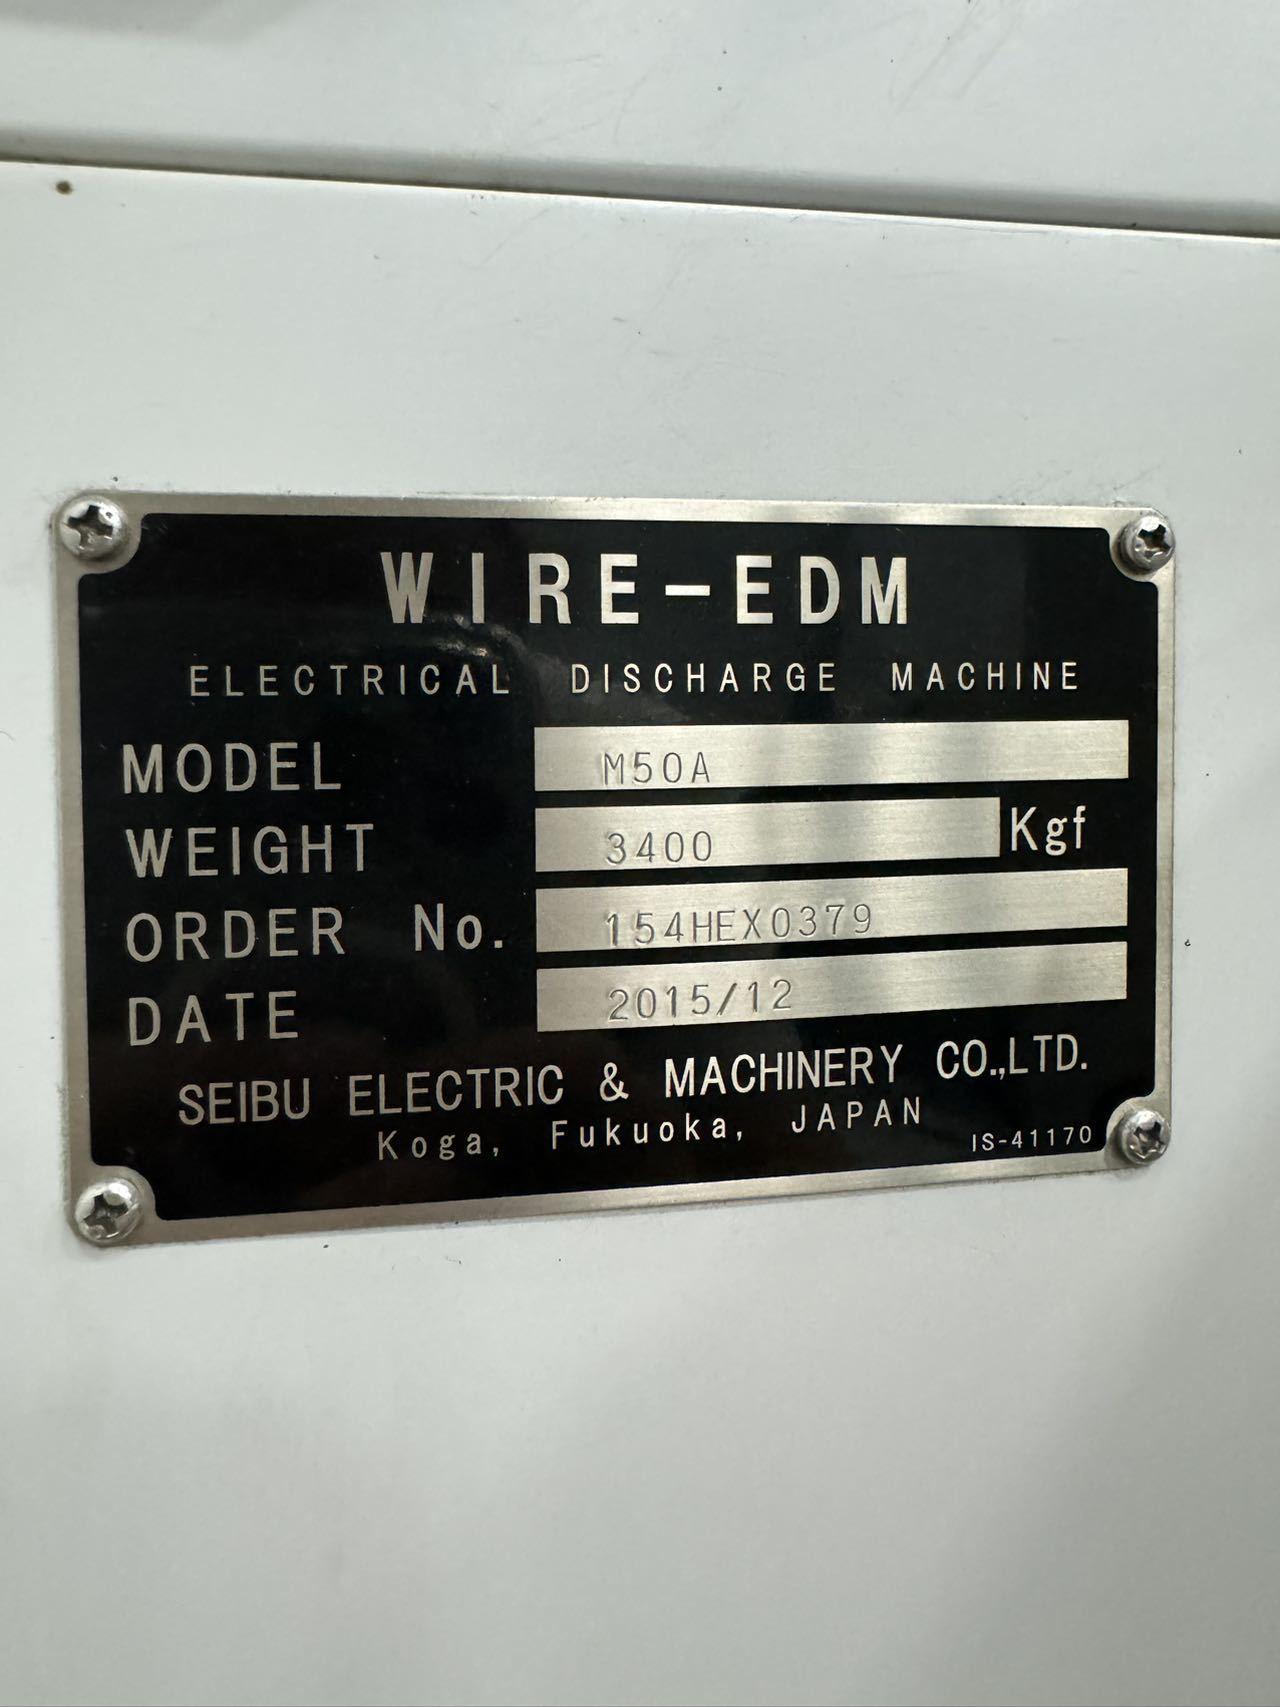 WIRE-EDM
ELECTRICAL DISCHARGE MACHINE
MODEL M50A
WEIGHT 3400 Kgf
ORDER No. 154HEX0379
DATE 2015/12
SEIBU ELECTRIC & MACHINERY CO.,LTD.
Koga, Fukuoka, JAPAN
IS-41170